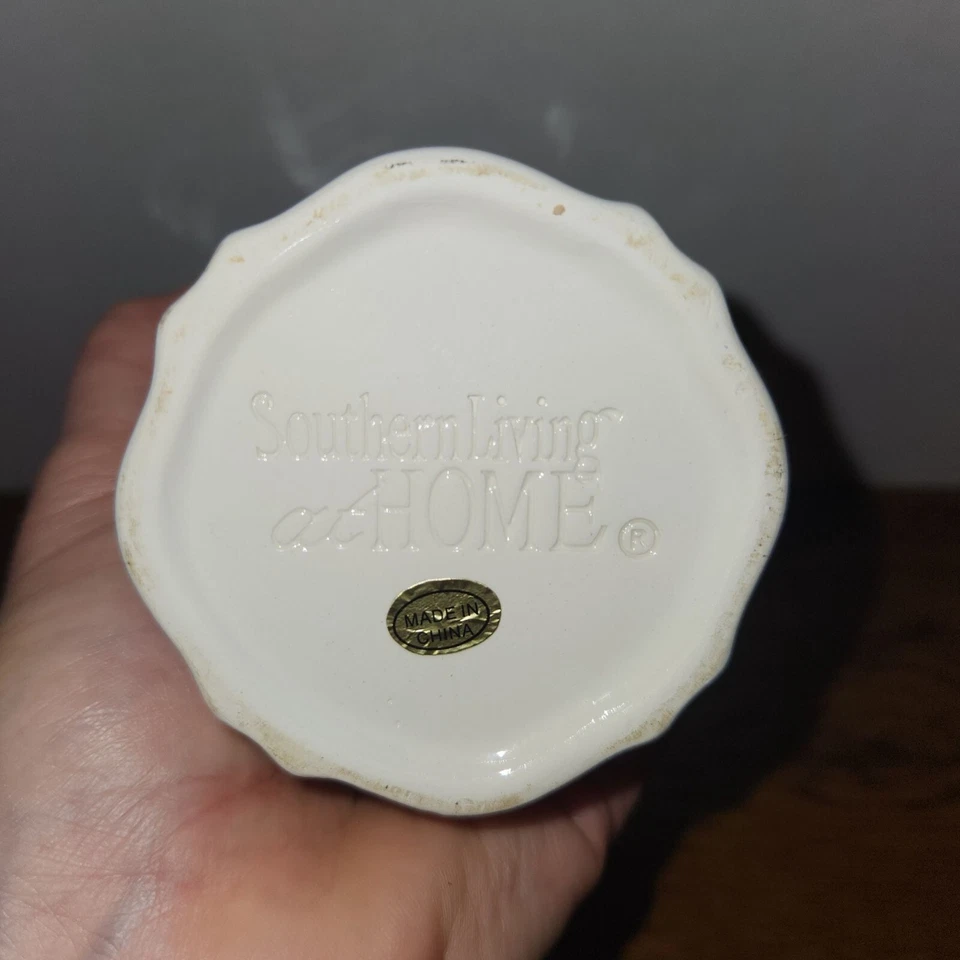 Southern Living
at HOME ®
MADE IN
CHINA